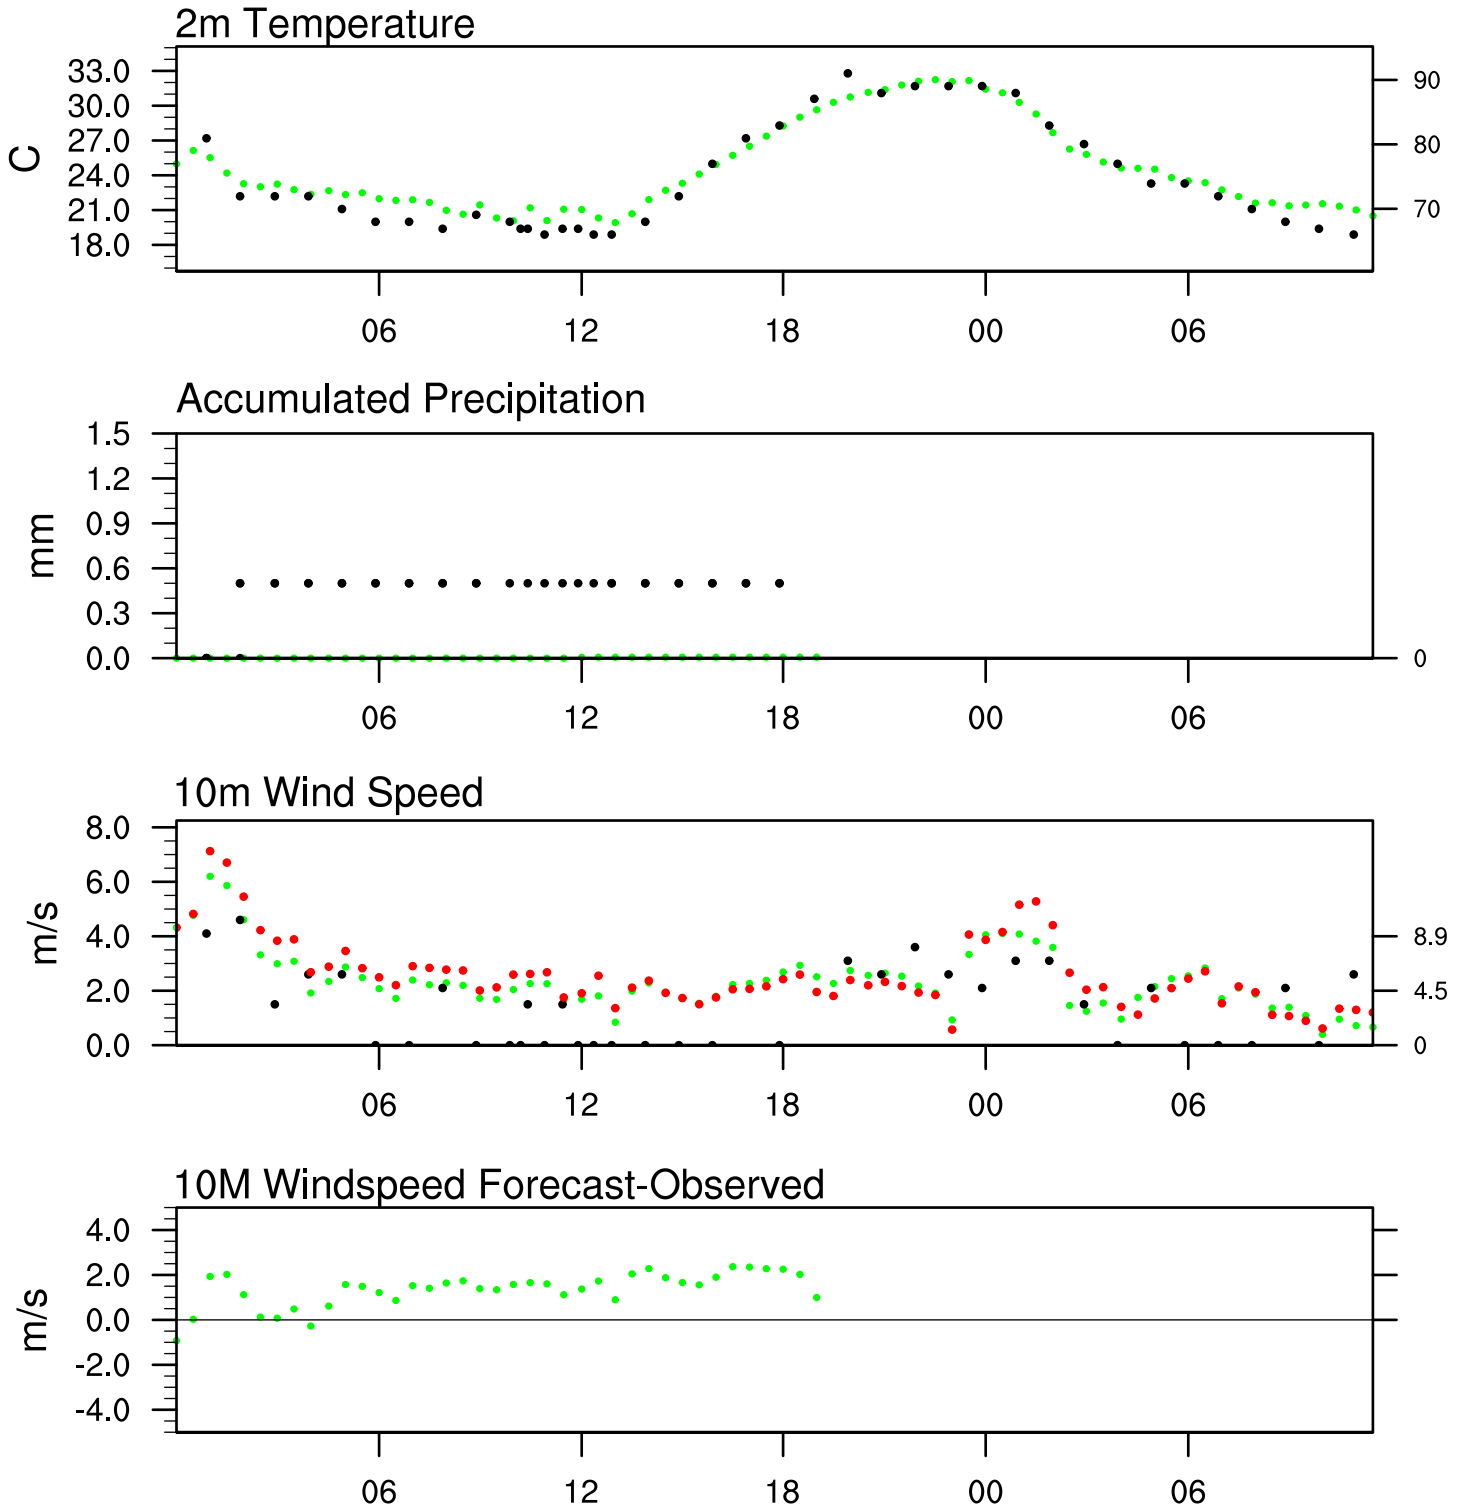 2m Temperature
33.0
30.0
27.0
24.0
21.0
18.0
C
90
80
70
06 12 18 00 06
Accumulated Precipitation
1.5
1.2
0.9
0.6
0.3
0.0
mm
0
06 12 18 00 06
10m Wind Speed
8.0
6.0
4.0
2.0
0.0
m/s
8.9
4.5
0
06 12 18 00 06
10M Windspeed Forecast-Observed
4.0
2.0
0.0
-2.0
-4.0
m/s
06 12 18 00 06